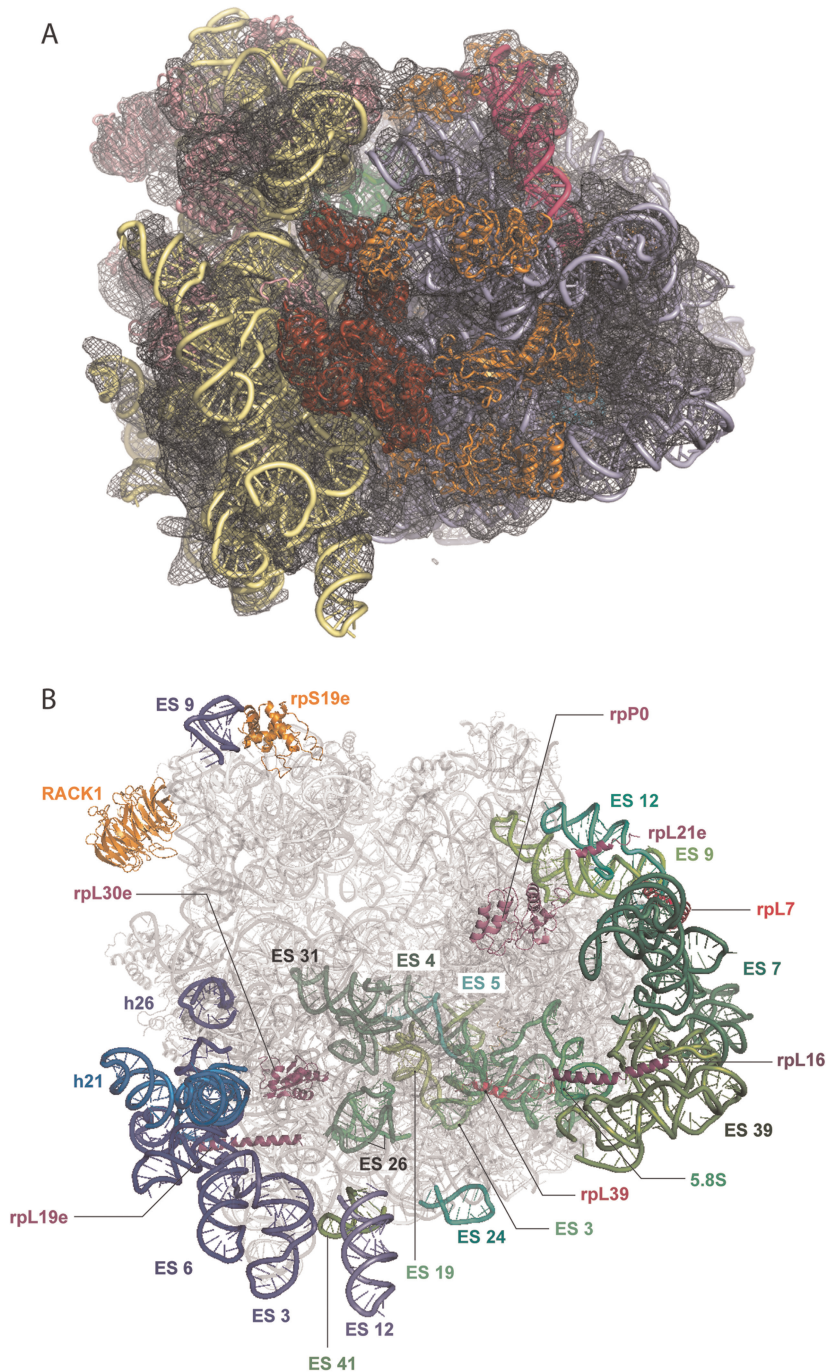 A
B
ES 9
rpS19e
rpP0
RACK1
ES 12
rpL21e
ES 9
rpL30e
rpL7
ES 31
ES 4
ES 5
ES 7
h26
rpL16
h21
ES 39
ES 26
5.8S
rpL19e
rpL39
ES 24
ES 3
ES 6
ES 19
ES 3
ES 12
ES 41